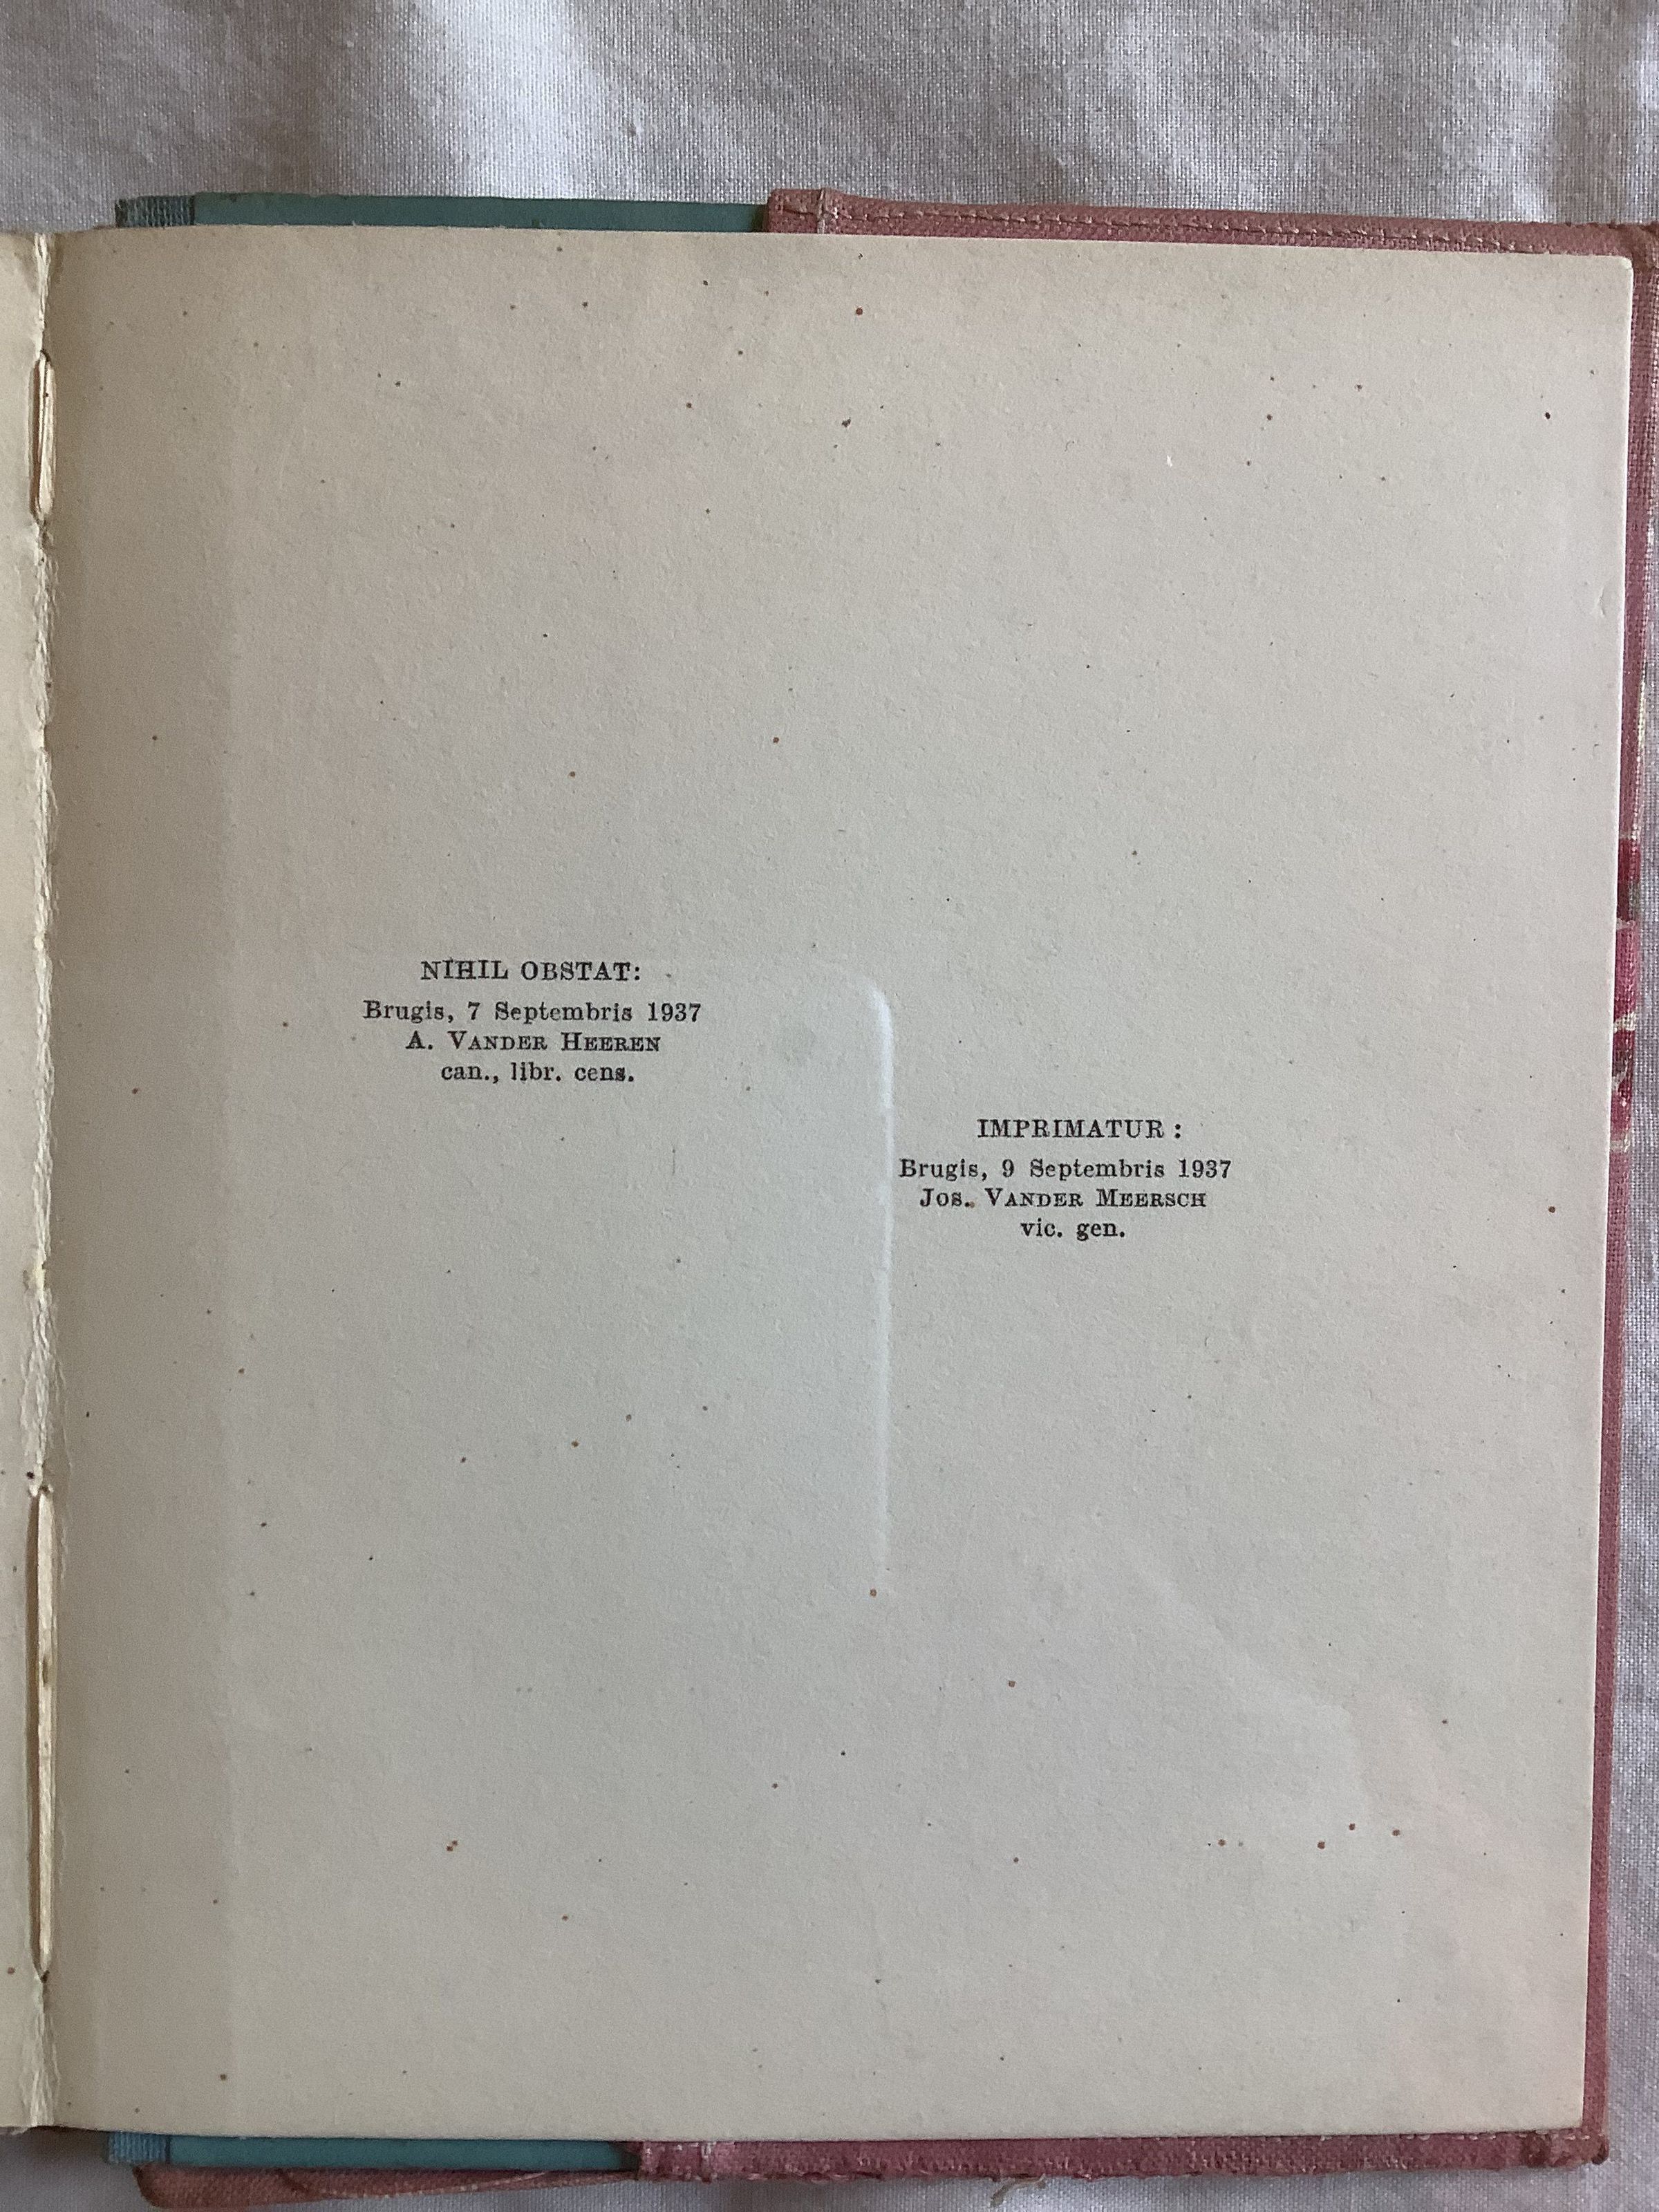 NIHIL OBSTAT:
Brugis, 7 Septembris 1937
A. VANDER HEEREN
can., libr. cens.
IMPRIMATUR :
Brugis, 9 Septembris 1937
JOS. VANDER MEERSCH
vic. gen.